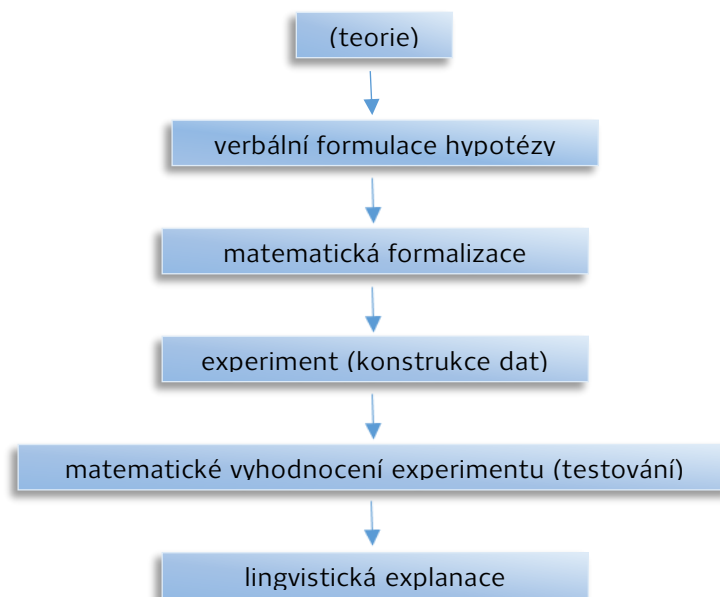 (teorie)
verbální formulace hypotézy
matematická formalizace
experiment (konstrukce dat)
matematické vyhodnocení experimentu (testování)
lingvistická explanace